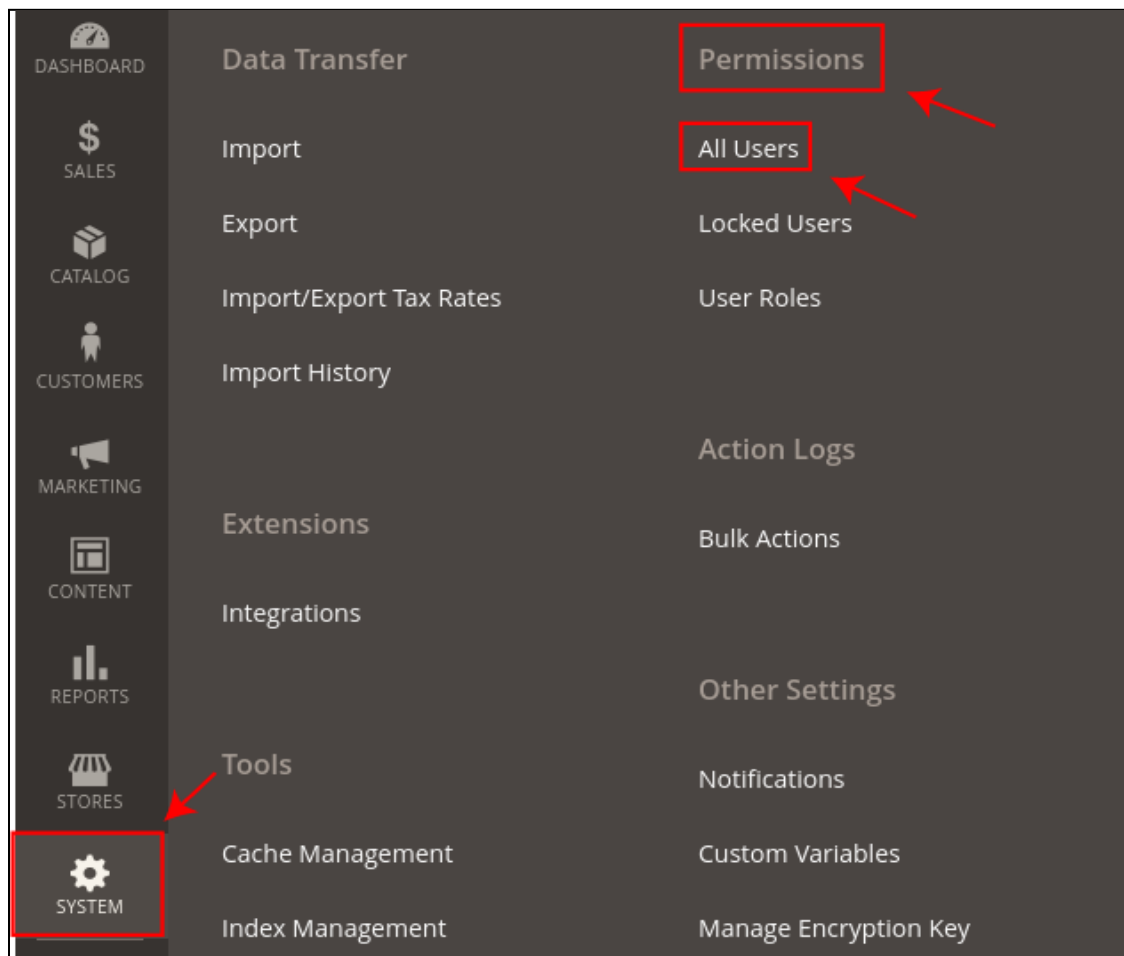 DASHBOARD
SALES
CATALOG
CUSTOMERS
MARKETING
CONTENT
REPORTS
STORES
SYSTEM
Data Transfer
Import
Export
Import/Export Tax Rates
Import History
Extensions
Integrations
Tools
Cache Management
Index Management
Permissions
All Users
Locked Users
User Roles
Action Logs
Bulk Actions
Other Settings
Notifications
Custom Variables
Manage Encryption Key